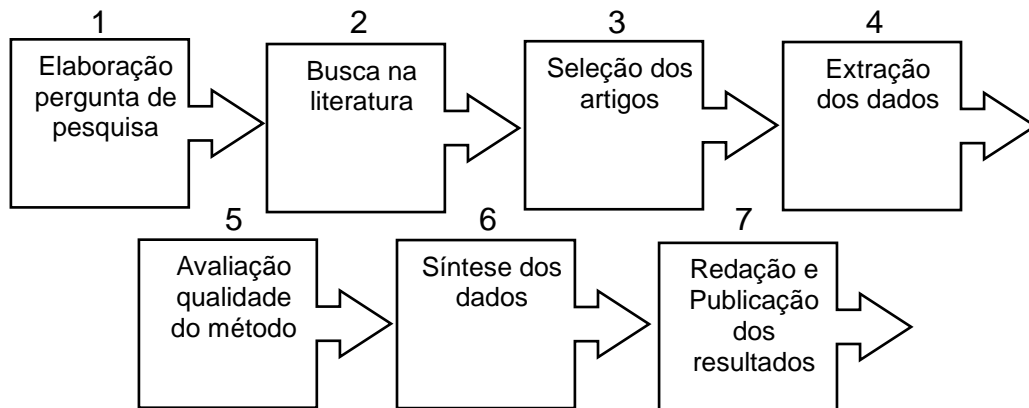 1
Elaboração
pergunta de
pesquisa
2
Busca na
literatura
3
Seleção dos
artigos
4
Extração
dos dados
5
Avaliação
qualidade
do método
6
Síntese dos
dados
7
Redação e
Publicação
dos
resultados